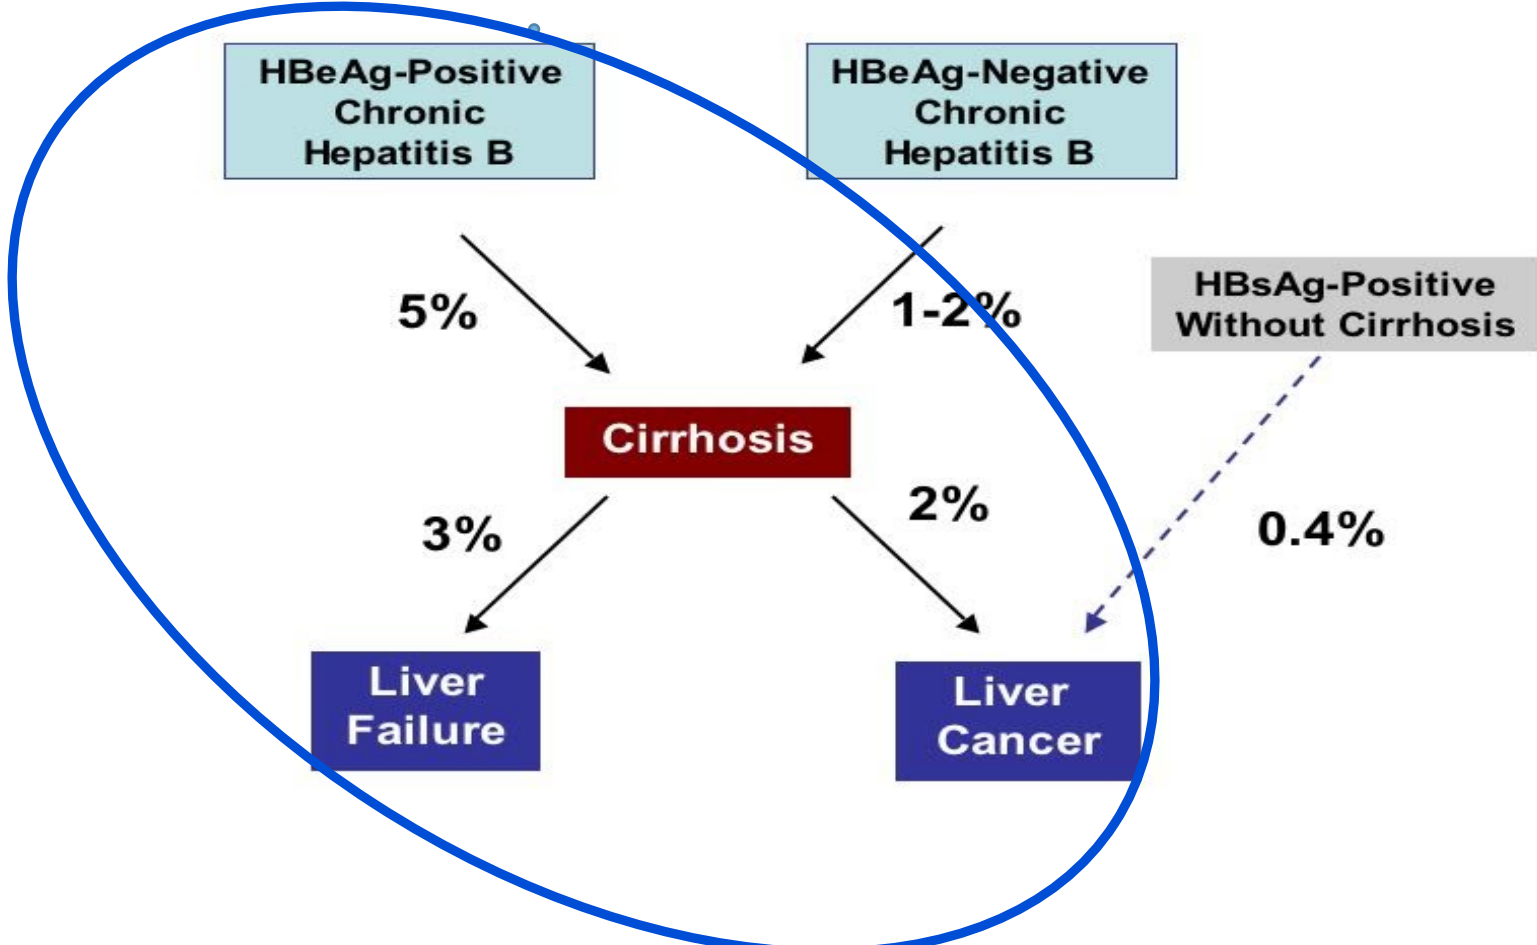 HBeAg-Positive
Chronic
Hepatitis B
HBeAg-Negative
Chronic
Hepatitis B
HBsAg-Positive
Without Cirrhosis
5%
1-2%
Cirrhosis
3%
2%
0.4%
Liver
Failure
Liver
Cancer